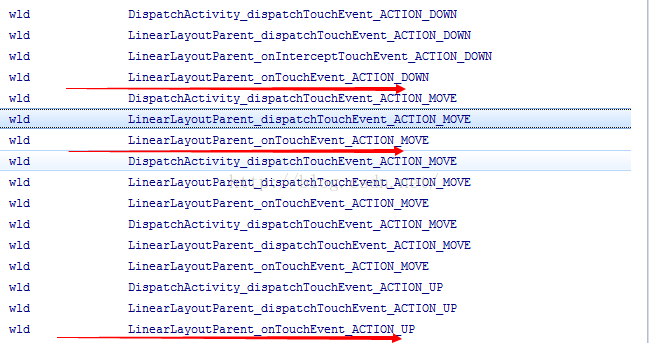 wld DispatchActivity_dispatchTouchEvent_ACTION_DOWN
wld LinearLayoutParent_dispatchTouchEvent_ACTION_DOWN
wld LinearLayoutParent_onInterceptTouchEvent_ACTION_DOWN
wld LinearLayoutParent_onTouchEvent_ACTION_DOWN
wld DispatchActivity_dispatchTouchEvent_ACTION_MOVE
wld LinearLayoutParent_dispatchTouchEvent_ACTION_MOVE
wld LinearLayoutParent_onTouchEvent_ACTION_MOVE
wld DispatchActivity_dispatchTouchEvent_ACTION_MOVE
wld LinearLayoutParent_dispatchTouchEvent_ACTION_MOVE
wld LinearLayoutParent_onTouchEvent_ACTION_MOVE
wld DispatchActivity_dispatchTouchEvent_ACTION_MOVE
wld LinearLayoutParent_dispatchTouchEvent_ACTION_MOVE
wld LinearLayoutParent_onTouchEvent_ACTION_MOVE
wld DispatchActivity_dispatchTouchEvent_ACTION_UP
wld LinearLayoutParent_dispatchTouchEvent_ACTION_UP
wld LinearLayoutParent_onTouchEvent_ACTION_UP